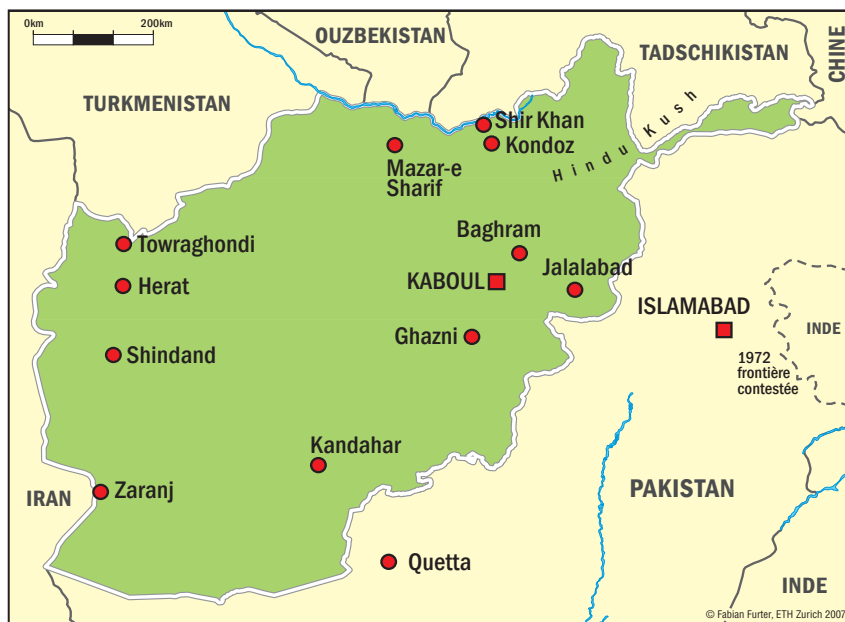 0km 200km
OUZBEKISTAN
TADSCHIKISTAN
CHINE
TURKMENISTAN
Shir Khan
Kondoz
Hindu Kush
Mazar-e
Sharif
Baghram
Towraghondi
KABOUL
Jalalabad
Herat
ISLAMABAD
INDE
Ghazni
Shindand
1972
frontière
contestée
Kandahar
IRAN
Zaranj
PAKISTAN
Quetta
INDE
© Fabian Furter, ETH Zurich 2007